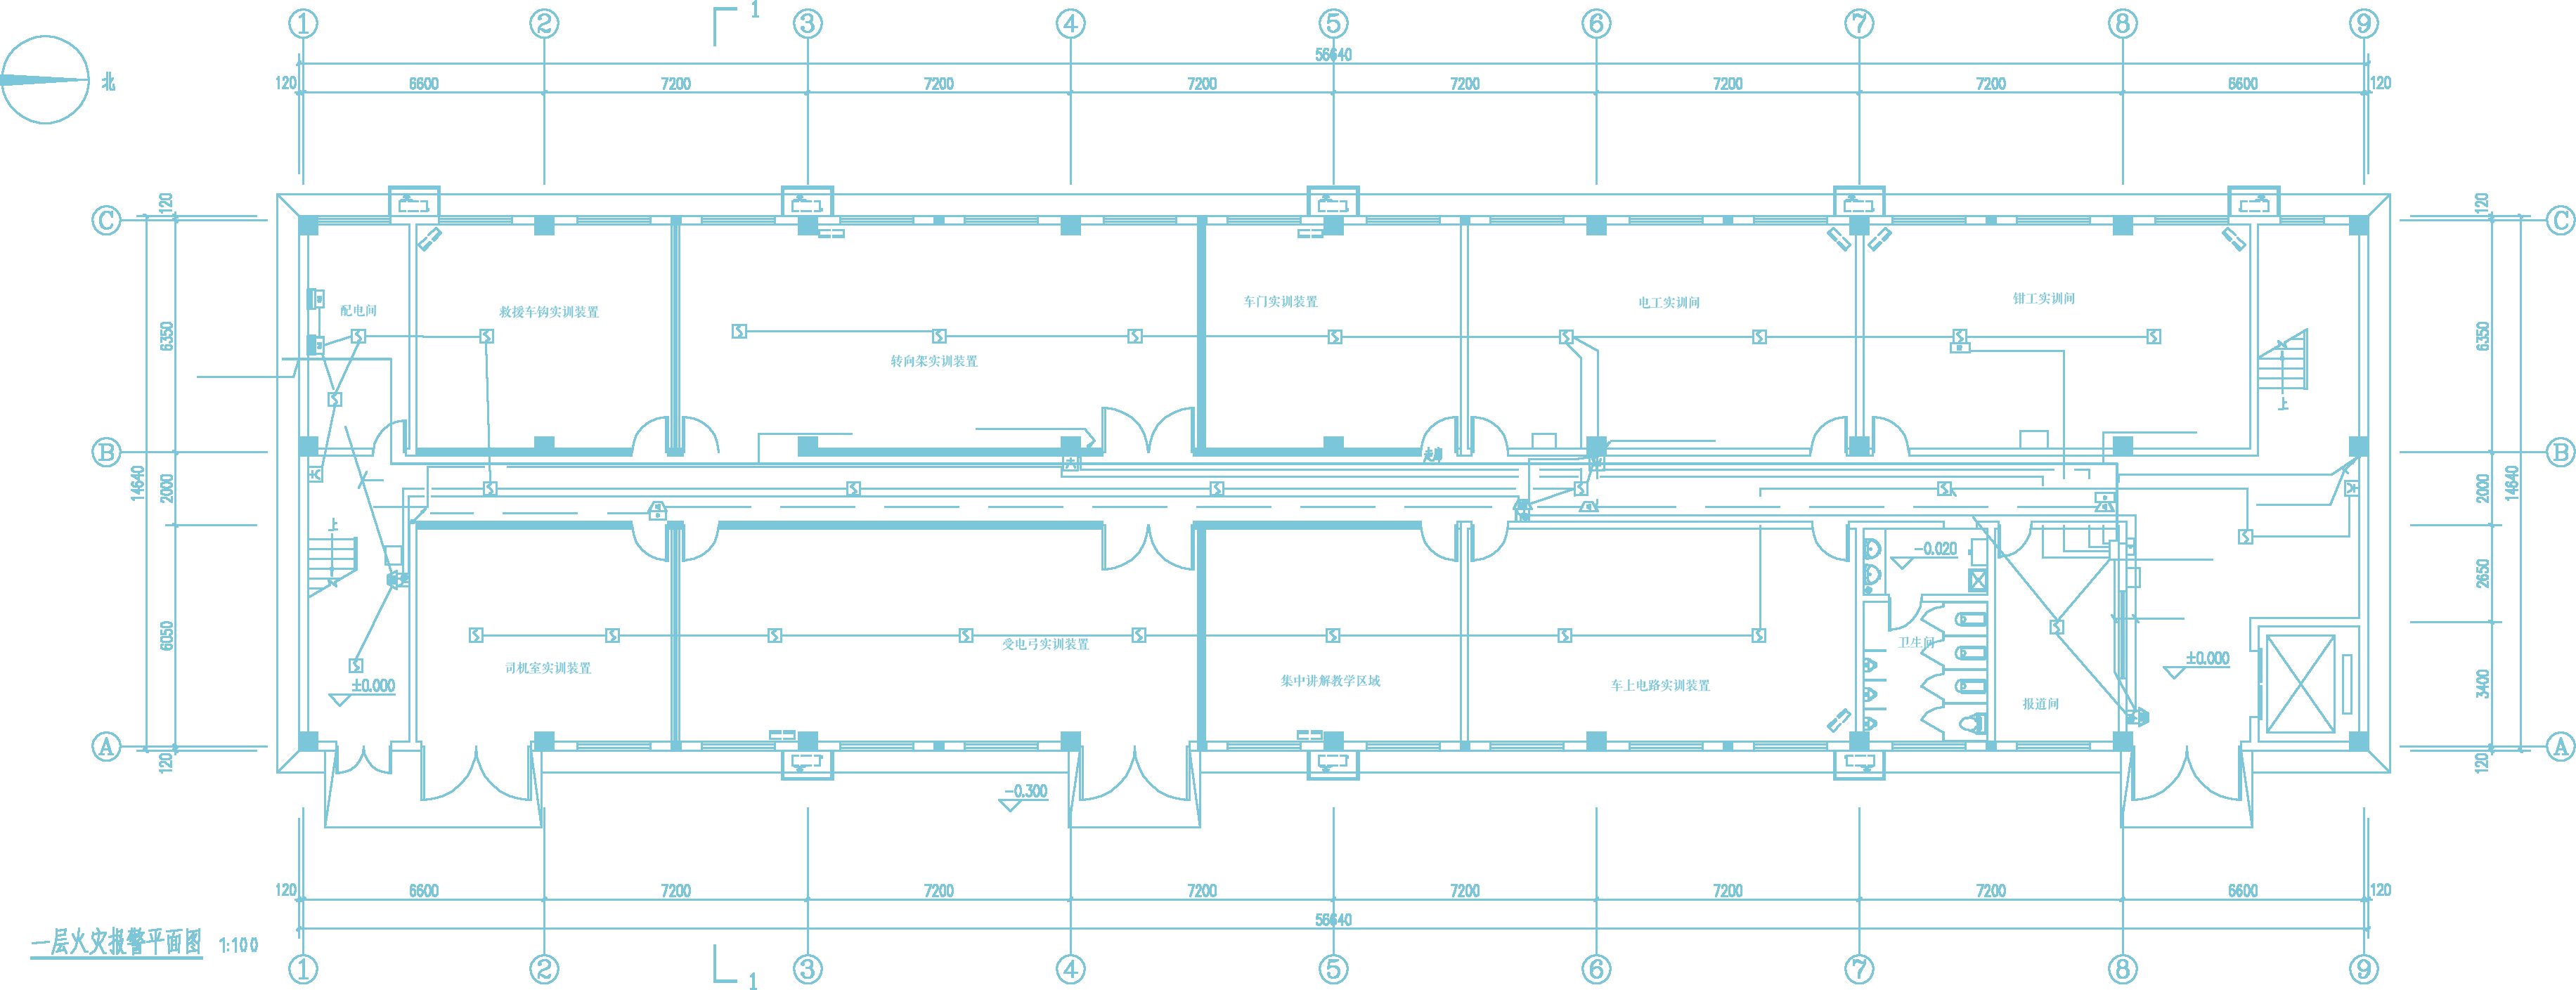 1
① ② ③ ④ ⑤ ⑥ ⑦ ⑧ ⑨
北
56640
120 6600 7200 7200 7200 7200 7200 7200 6600 120
120 120
C C
配电间 救援车钩实训装置 车门实训装置 电工实训间 钳工实训间
6350 6350
转向架实训装置
上
B 走廊 B
14640 2000 2000 14640
上
-0.020
2650
6050 受电弓实训装置 卫生间
±0.000
司机室实训装置 集中讲解教学区域 车上电路实训装置
±0.000 3400
报道间
A A
120 120
-0.300
120 6600 7200 7200 7200 7200 7200 7200 6600 120
56640
一层火灾报警平面图 1:100
① ② ③ ④ ⑤ ⑥ ⑦ ⑧ ⑨
1